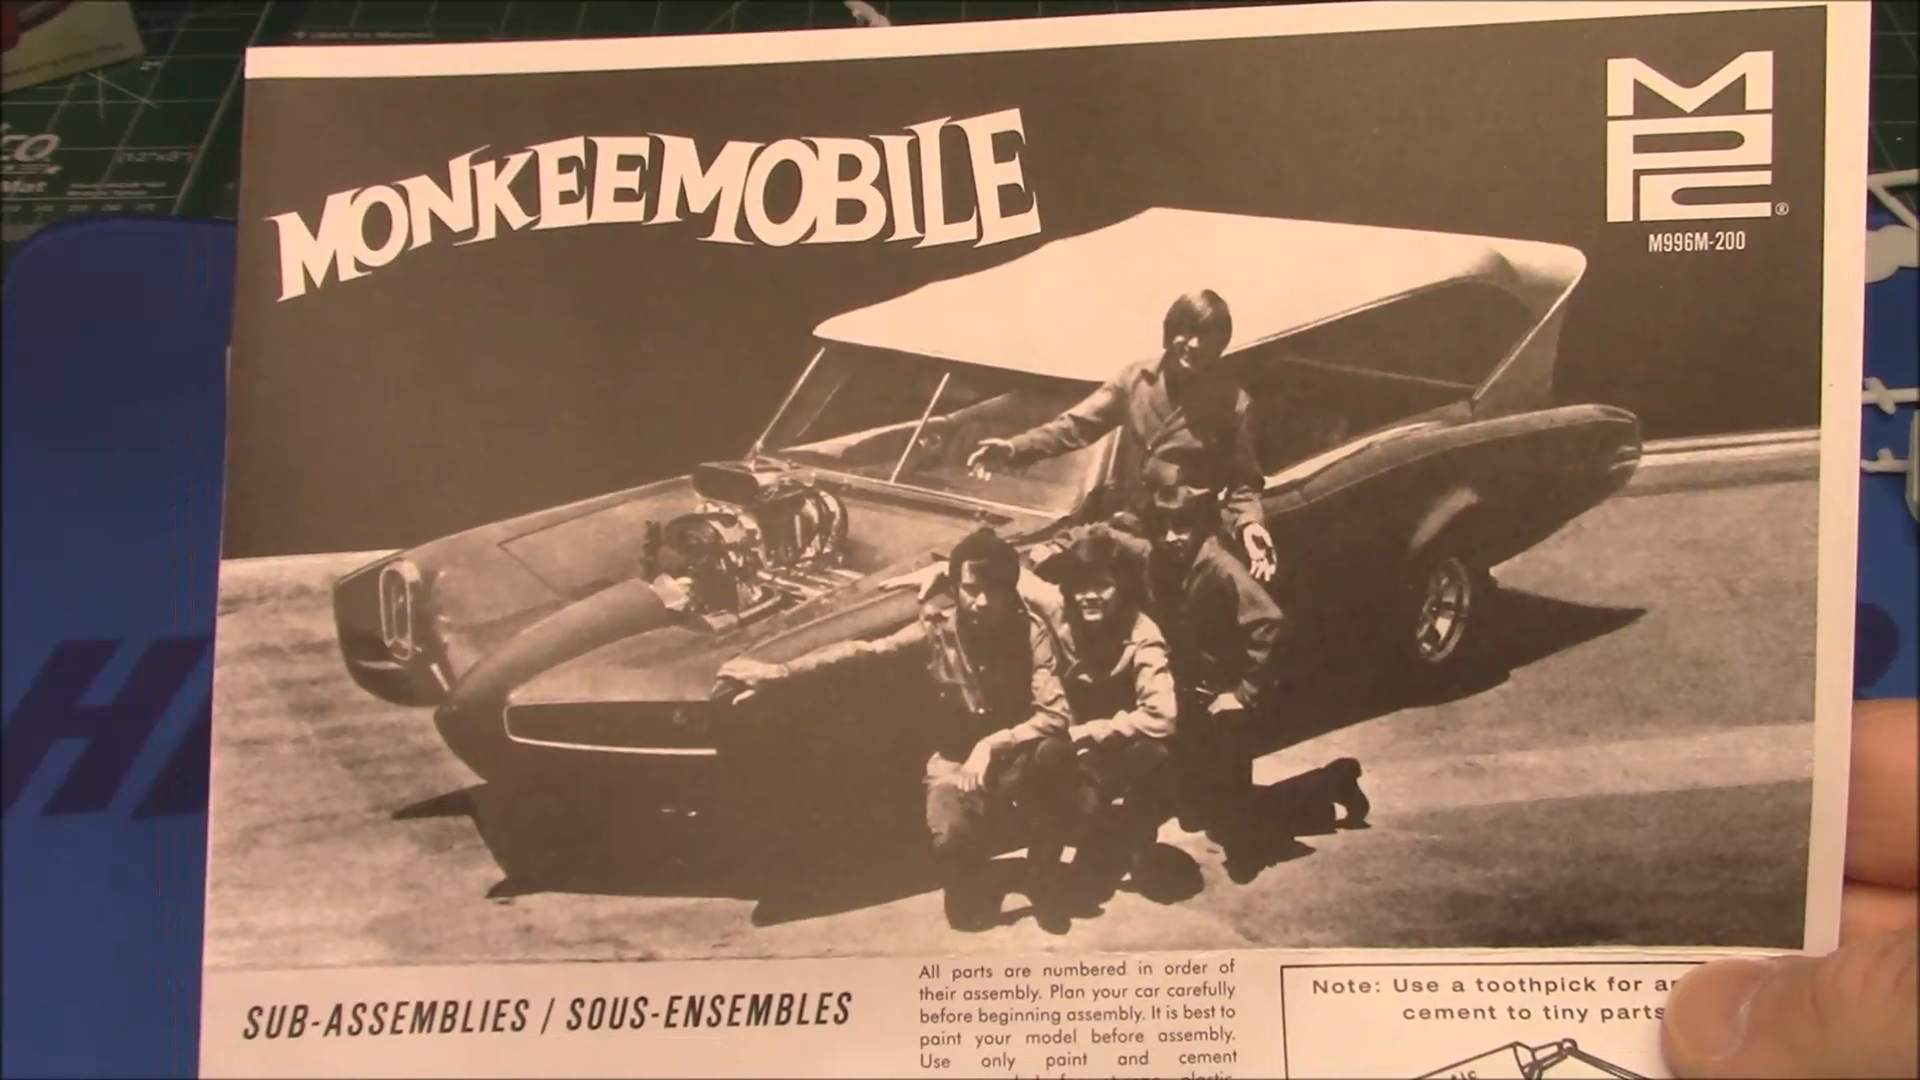 MONKEEMOBILE
MPC
®
M996M-200
SUB-ASSEMBLIES / SOUS-ENSEMBLES
All parts are numbered in order of
their assembly. Plan your car carefully
before beginning assembly. It is best to
paint your model before assembly.
Use only paint and cement
Note: Use a toothpick for
cement to tiny parts
Mat